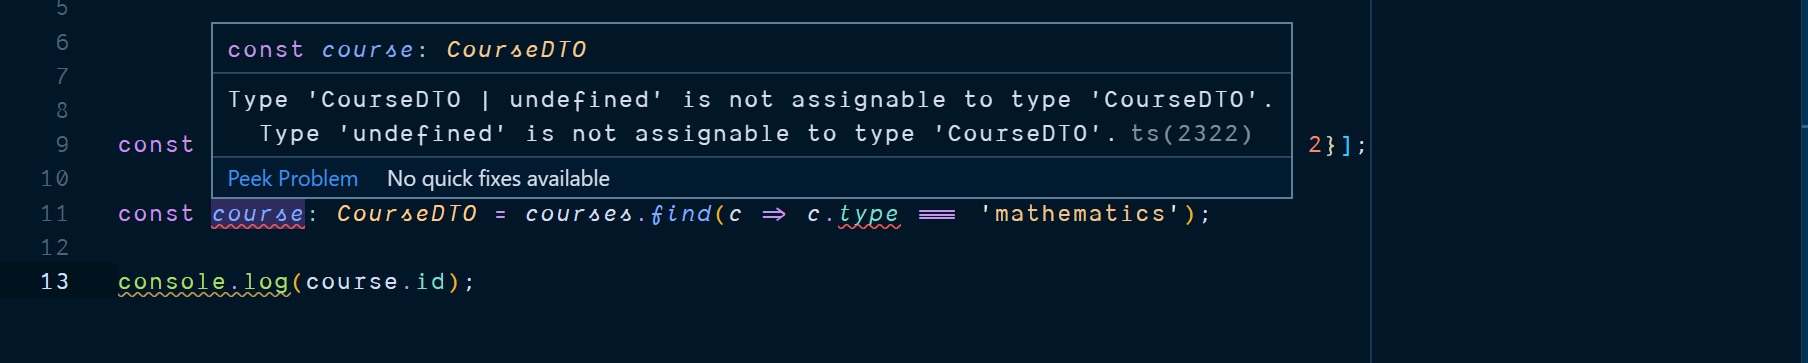 5
6
const course: CourseDTO
7
8
Type 'CourseDTO | undefined' is not assignable to type 'CourseDTO'.
Type 'undefined' is not assignable to type 'CourseDTO'. ts(2322)
9 const 2}];
10
Peek Problem No quick fixes available
11 const course: CourseDTO = courses.find(c => c.type === 'mathematics');
12
13 console.log(course.id);